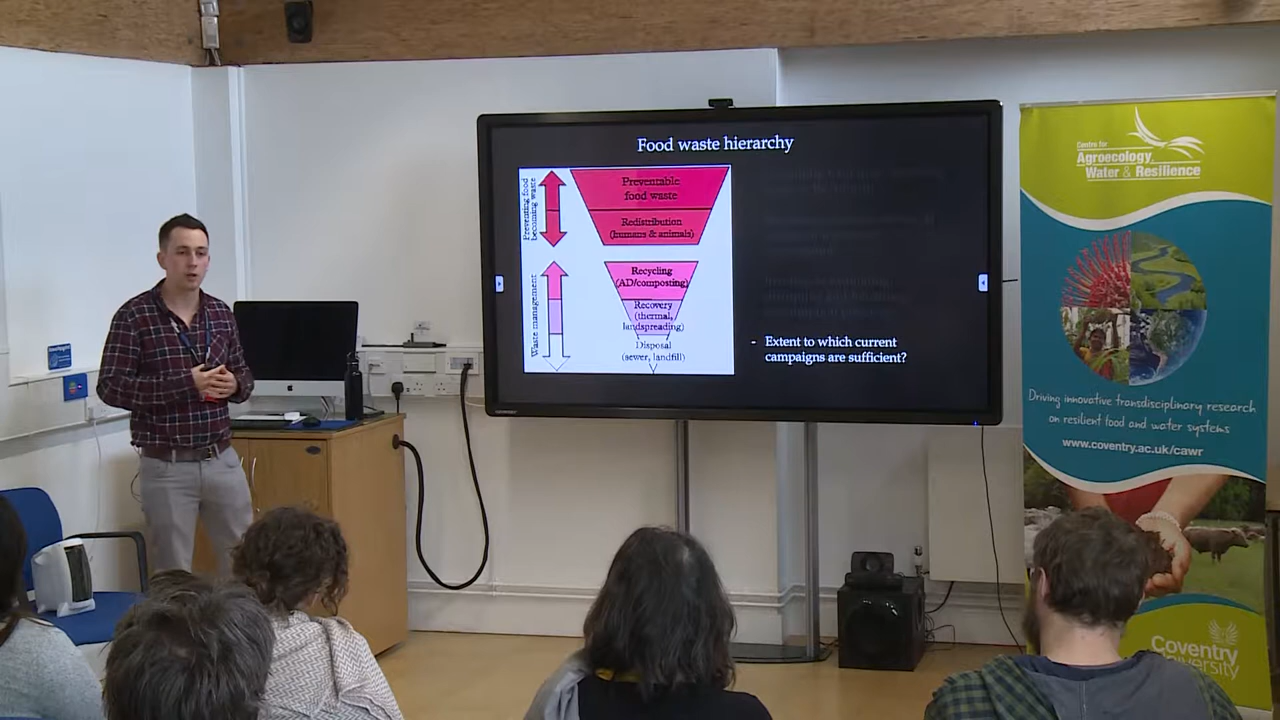 Food waste hierarchy
Preventing food
becoming waste
Preventable
food waste
Redistribution
(humans & animals)
Waste management
Recycling
(AD/composting)
Recovery
(thermal,
landspreading)
Disposal
(sewer, landfill)
- Extent to which current
campaigns are sufficient?
Centre for
Agroecology,
Water & Resilience
Driving innovative transdisciplinary research
on resilient food and water systems
www.coventry.ac.uk/cawr
Coventry
University